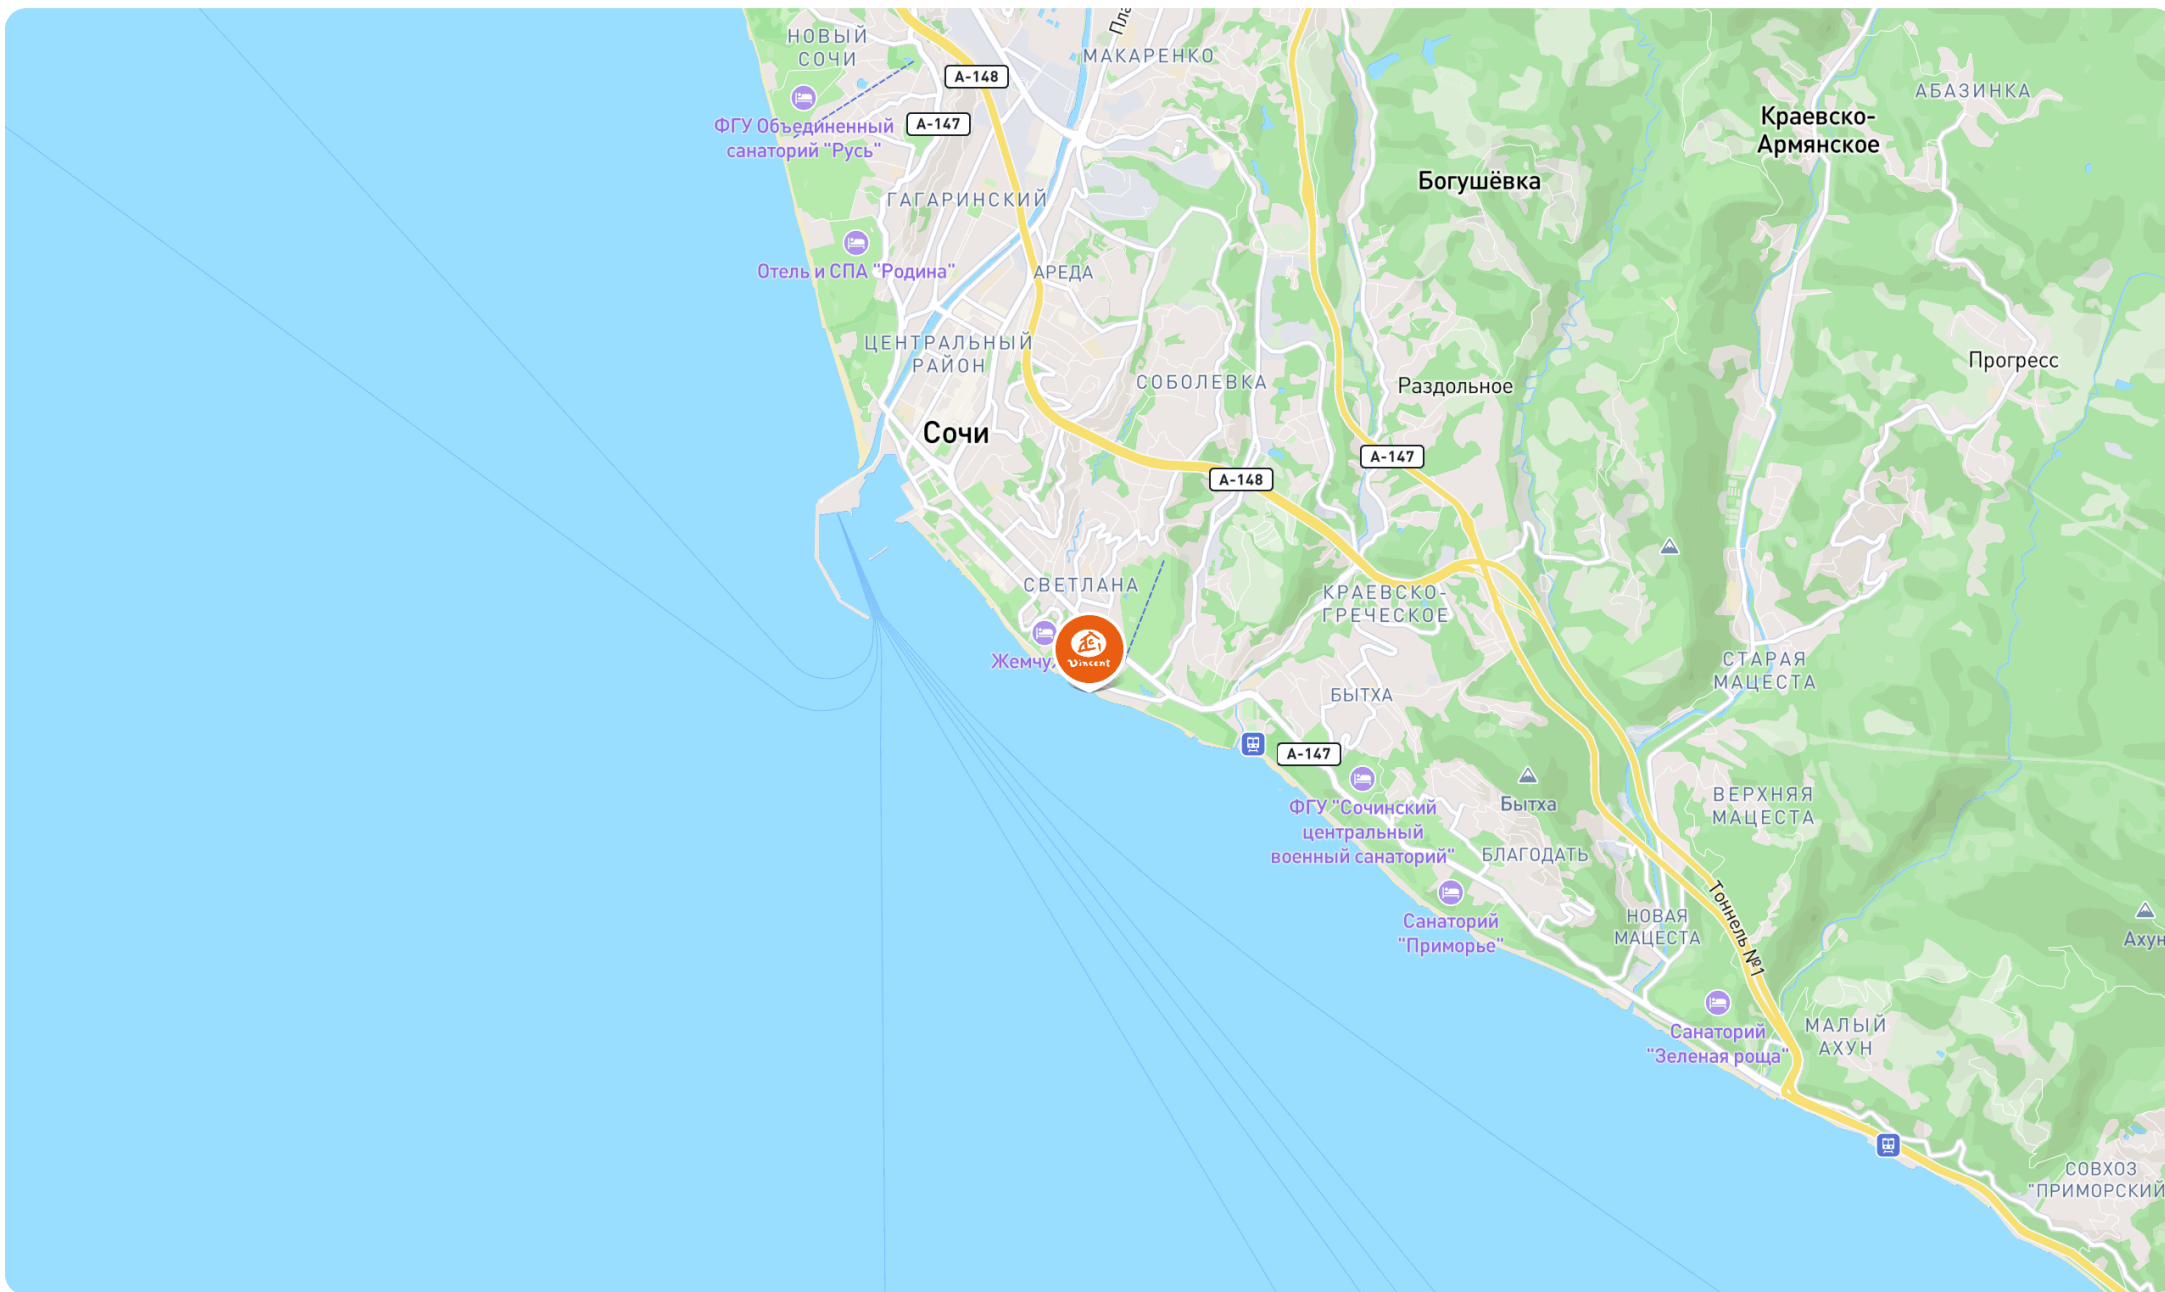 Пла
НОВЫЙ
СОЧИ
МАКАРЕНКО
А-148
АБАЗИНКА
А-147
ФГУ Объединенный
санаторий "Русь"
Краевско-
Армянское
Богушёвка
ГАГАРИНСКИЙ
Отель и СПА "Родина"
АРЕДА
ЦЕНТРАЛЬНЫЙ
РАЙОН
Прогресс
СОБОЛЕВКА
Раздольное
Сочи
А-147
А-148
СВЕТЛАНА
КРАЕВСКО-
ГРЕЧЕСКОЕ
Vincent
Жемчу
СТАРАЯ
МАЦЕСТА
БЫТХА
А-147
ФГУ "Сочинский
центральный
военный санаторий"
Бытха
ВЕРХНЯЯ
МАЦЕСТА
БЛАГОДАТЬ
Тоннель №1
Санаторий
"Приморье"
НОВАЯ
МАЦЕСТА
Ахун
Санаторий
"Зеленая роща"
МАЛЫЙ
АХУН
СОВХОЗ
"ПРИМОРСКИЙ